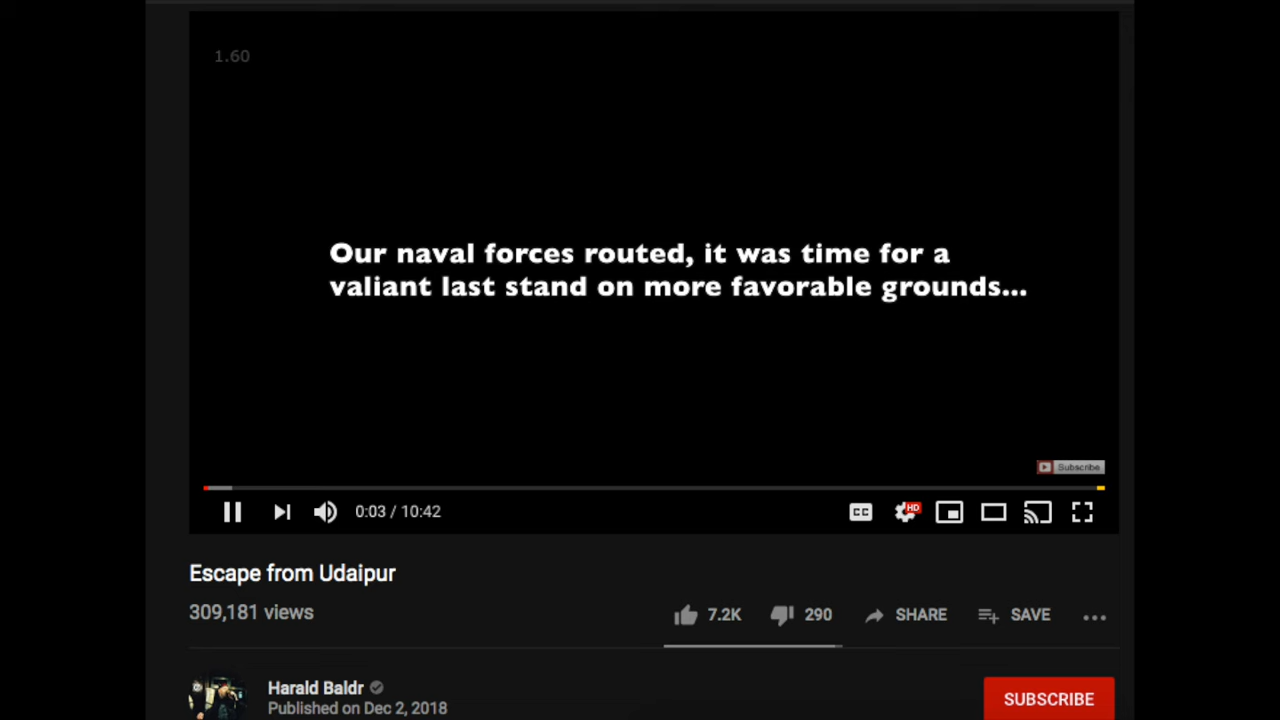 1.60
Our naval forces routed, it was time for a
valiant last stand on more favorable grounds...
Subscribe
0:03 / 10:42
CC
HD
Escape from Udaipur
309,181 views
7.2K
290
SHARE
SAVE
Harald Baldr
Published on Dec 2, 2018
SUBSCRIBE